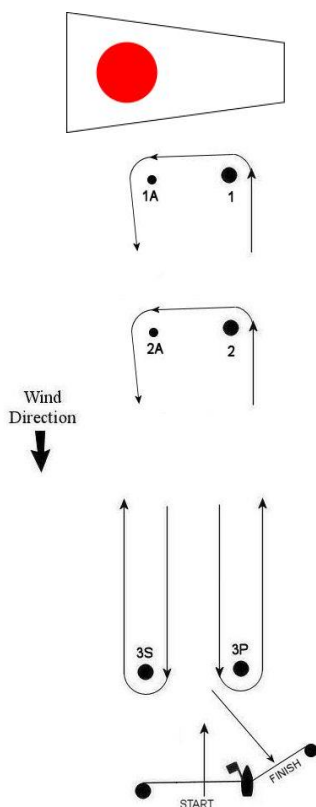 1A
1
2A
2
Wind
Direction
3S
3P
FINISH
START